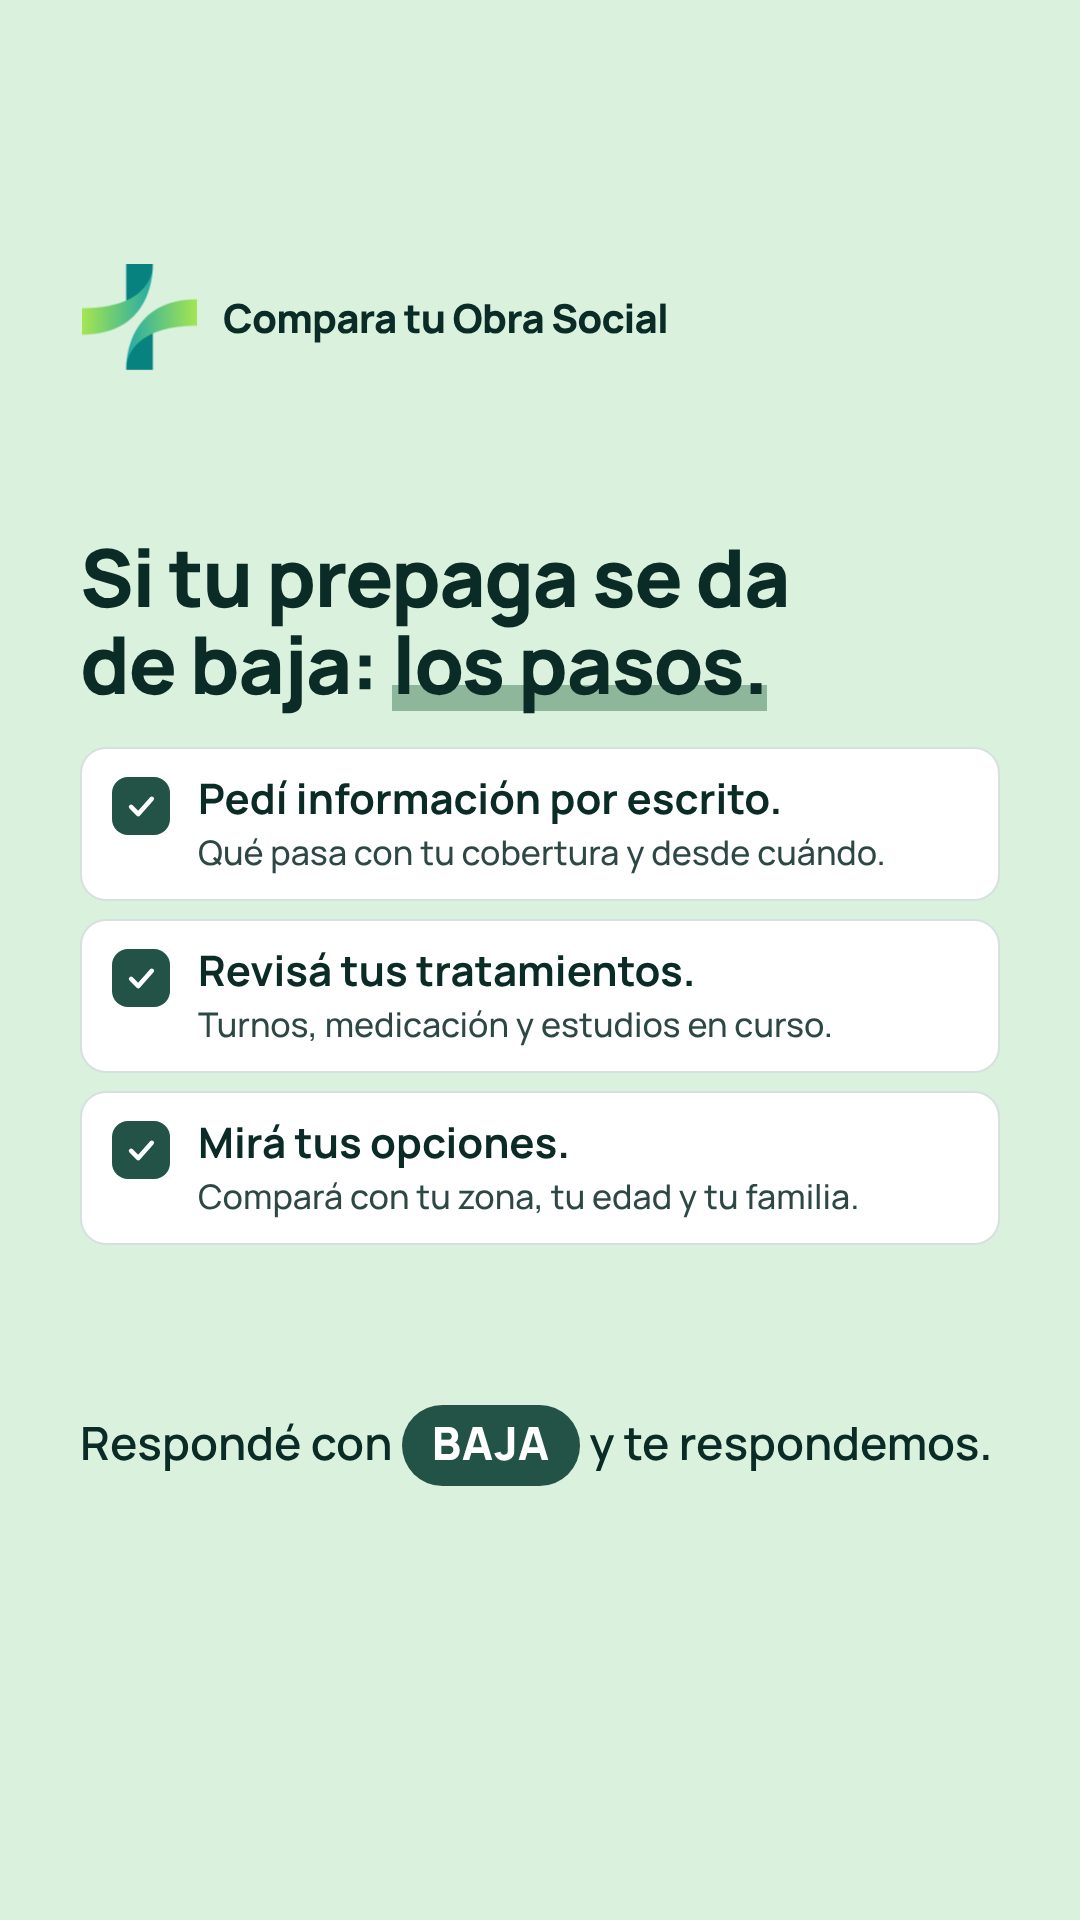 Compara tu Obra Social
Si tu prepaga se da
de baja: los pasos.
Pedí información por escrito.
Qué pasa con tu cobertura y desde cuándo.
Revisá tus tratamientos.
Turnos, medicación y estudios en curso.
Mirá tus opciones.
Compará con tu zona, tu edad y tu familia.
Respondé con BAJA y te respondemos.